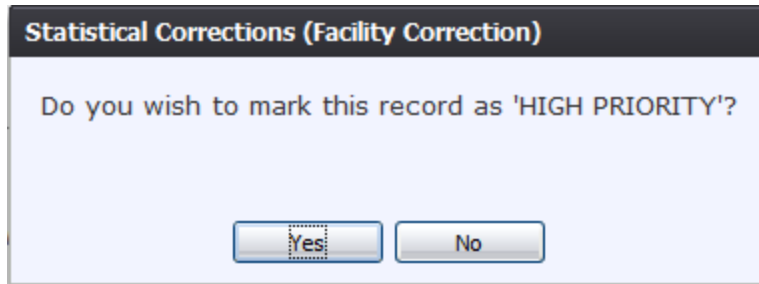 Statistical Corrections (Facility Correction)
Do you wish to mark this record as 'HIGH PRIORITY'?
Yes
No